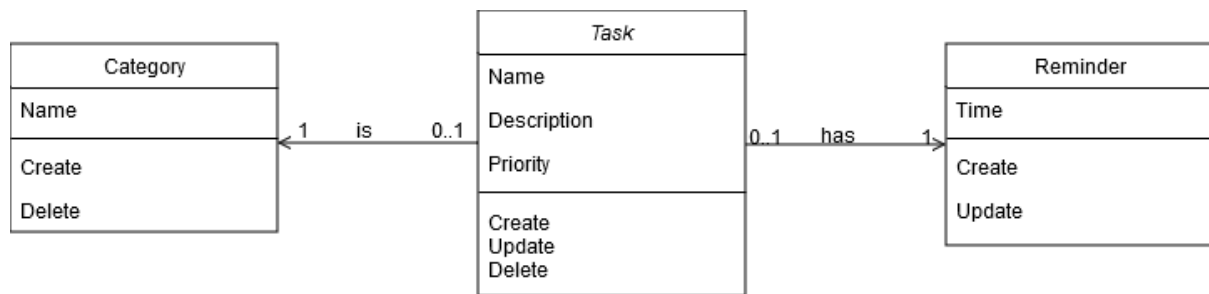 Category
Name
Create
Delete
1 is 0..1
Task
Name
Description
Priority
Create
Update
Delete
0..1 has 1
Reminder
Time
Create
Update